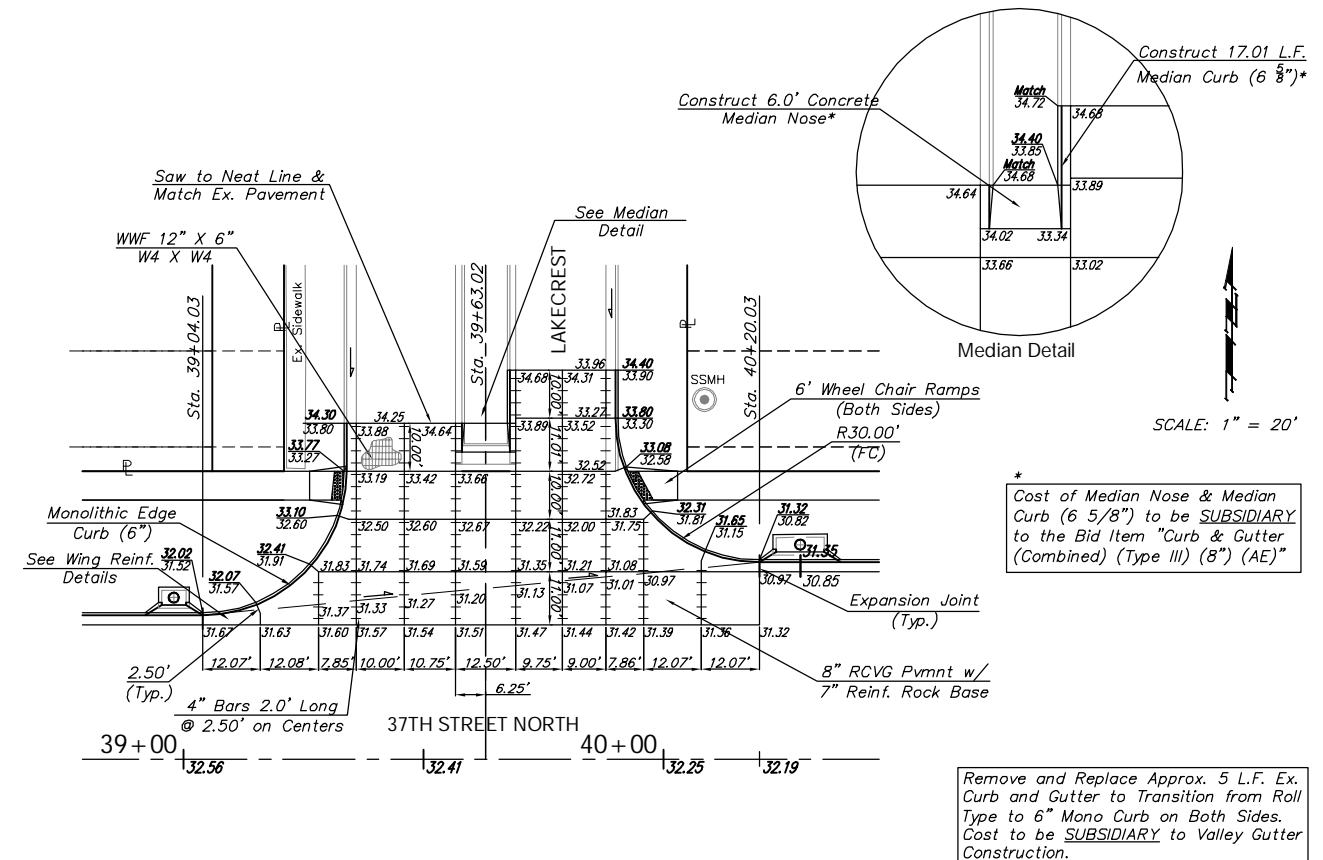 Construct 17.01 L.F.
Median Curb (6 5/8")*
Construct 6.0' Concrete
Median Nose*
Match
34.72
34.68
34.40
33.85
Match
34.68
34.64
33.89
34.02
33.34
33.66
33.02
Median Detail
Saw to Neat Line &
Match Ex. Pavement
See Median
Detail
WWF 12" X 6"
W4 X W4
Sta. 39+04.03
Ex. Sidewalk
Sta. 39+63.02
LAKECREST
Sta. 40+20.03
SSMH
6' Wheel Chair Ramps
(Both Sides)
R30.00'
(FC)
SCALE: 1" = 20'
*
Cost of Median Nose & Median
Curb (6 5/8") to be SUBSIDIARY
to the Bid Item "Curb & Gutter
(Combined) (Type III) (8") (AE)"
33.96 34.40
34.68 34.31 33.90
10.00'
34.30 34.25
33.80 33.88 34.64
33.27 33.80
33.89 33.52 33.30
10.00'
11.01'
33.77
33.27
33.08
32.52 32.58
33.19 33.42 33.66 32.72
10.00'
Monolithic Edge
Curb (6")
33.10
32.60
32.50 32.60 32.67 32.22 32.00 31.75
31.83
32.31
31.81
31.65
31.15
31.32
30.82
31.35
See Wing Reinf.
Details
32.02
31.52
32.07
31.57
32.41
31.91
11.00'
31.83 31.74 31.69 31.59 31.35 31.21 31.08 30.97
30.97 30.85
31.37 31.33 31.27 31.20 31.13 31.07 31.01
11.00'
Expansion Joint
(Typ.)
31.67 31.63 31.60 31.57 31.54 31.51 31.47 31.44 31.42 31.39 31.36 31.32
12.07' 12.08' 7.85' 10.00' 10.75' 12.50' 9.75' 9.00' 7.86' 12.07' 12.07'
2.50'
(Typ.)
6.25'
8" RCVG Pvmnt w/
7" Reinf. Rock Base
4" Bars 2.0' Long
@ 2.50' on Centers
37TH STREET NORTH
39+00 40+00
32.56 32.41 32.25 32.19
Remove and Replace Approx. 5 L.F. Ex.
Curb and Gutter to Transition from Roll
Type to 6" Mono Curb on Both Sides.
Cost to be SUBSIDIARY to Valley Gutter
Construction.